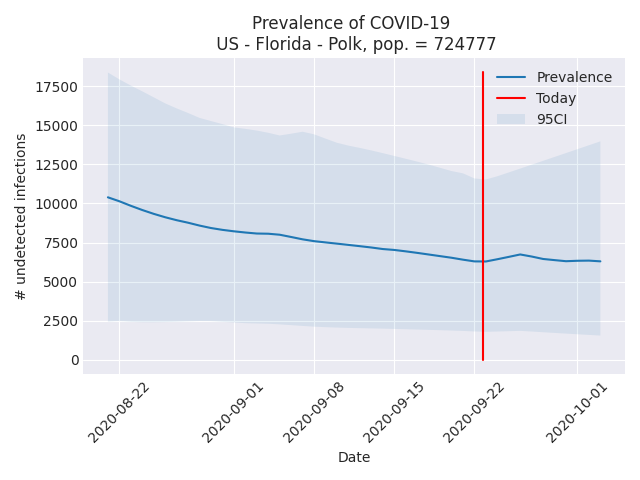 Prevalence of COVID-19
US - Florida - Polk, pop. = 724777
Prevalence
Today
95CI
# undetected infections
17500
15000
12500
10000
7500
5000
2500
0
2020-08-22
2020-09-01
2020-09-08
2020-09-15
2020-09-22
2020-10-01
Date